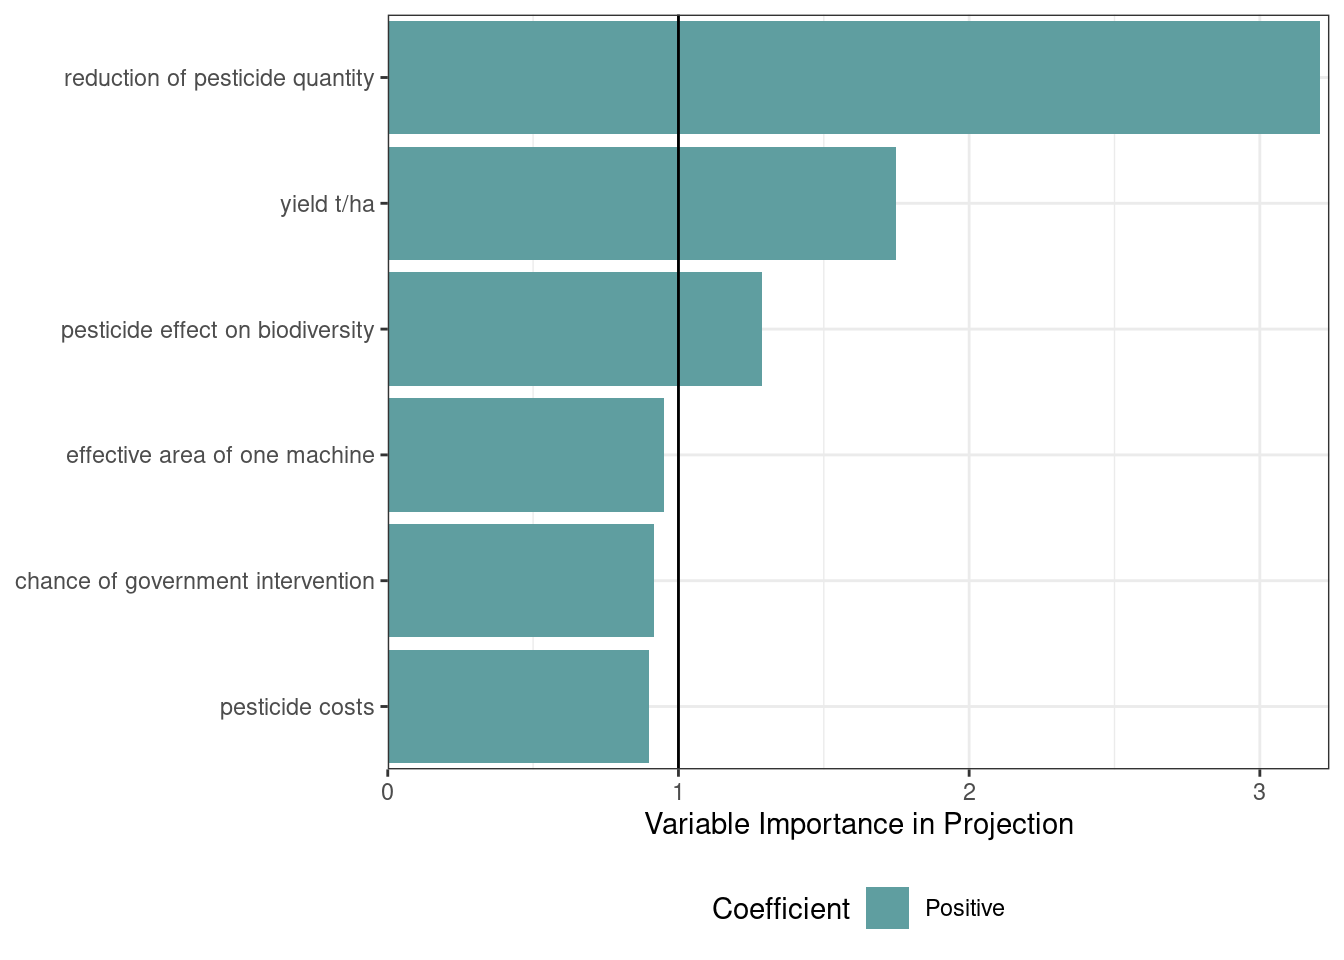 reduction of pesticide quantity
yield t/ha
pesticide effect on biodiversity
effective area of one machine
chance of government intervention
pesticide costs
0 1 2 3
Variable Importance in Projection
Coefficient Positive